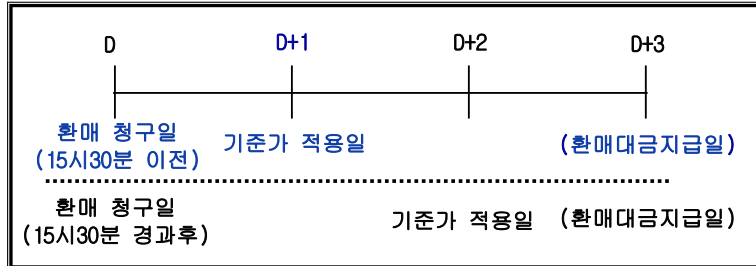 D D+1 D+2 D+3
환매 청구일 기준가 적용일 (환매대금지급일)
(15시30분 이전)
환매 청구일 기준가 적용일 (환매대금지급일)
(15시30분 경과후)